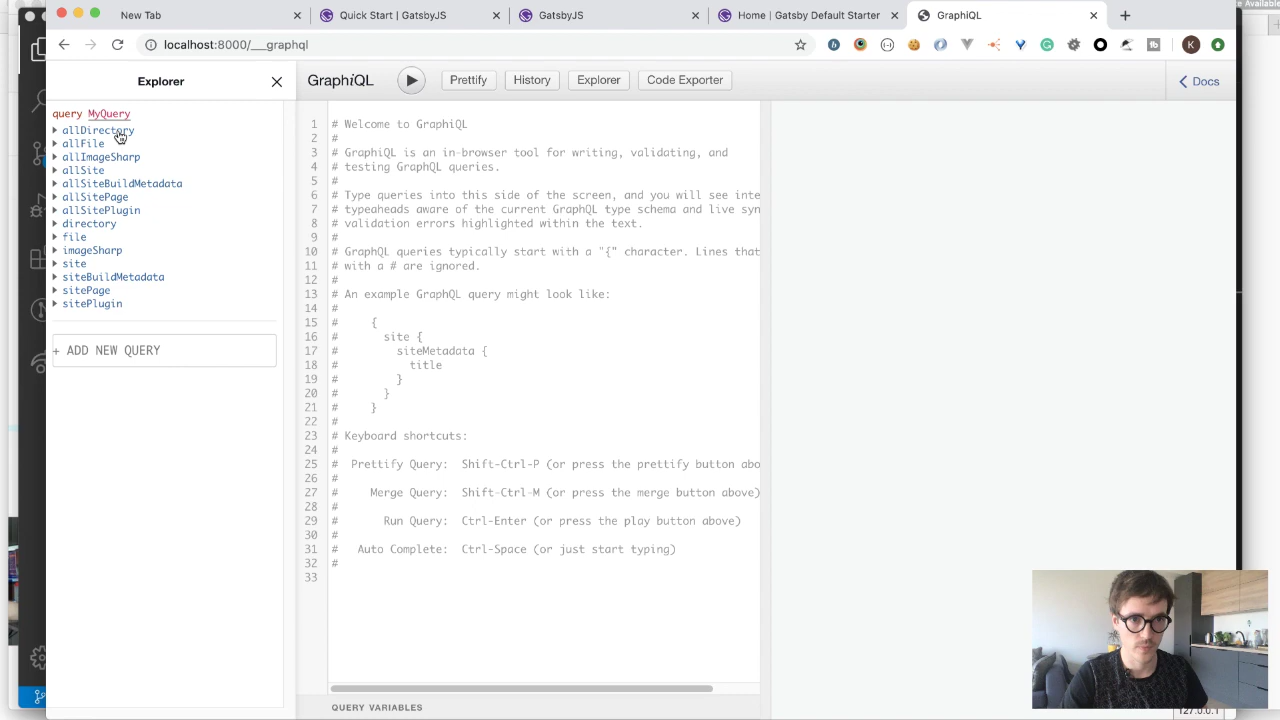 e Available
New Tab
Quick Start | GatsbyJS
Home | Gatsby Default Starter
GraphiQL
localhost:8000/___graphql
K
Explorer
GraphiQL
Prettify
History
Explorer
Code Exporter
Docs
query MyQuery
allDirectory
allFile
allImageSharp
allSite
allSiteBuildMetadata
allSitePage
allSitePlugin
directory
file
imageSharp
site
siteBuildMetadata
sitePage
sitePlugin
+ ADD NEW QUERY
1 # Welcome to GraphiQL
2 #
3 # GraphiQL is an in-browser tool for writing, validating, and
4 # testing GraphQL queries.
5 #
6 # Type queries into this side of the screen, and you will see inte
7 # typeaheads aware of the current GraphQL type schema and live syn
8 # validation errors highlighted within the text.
9 #
10 # GraphQL queries typically start with a "{" character. Lines that
11 # with a # are ignored.
12 #
13 # An example GraphQL query might look like:
14 #
15 # {
16 # site {
17 # siteMetadata {
18 # title
19 # }
20 # }
21 # }
22 #
23 # Keyboard shortcuts:
24 #
25 # Prettify Query: Shift-Ctrl-P (or press the prettify button abo
26 #
27 # Merge Query: Shift-Ctrl-M (or press the merge button above)
28 #
29 # Run Query: Ctrl-Enter (or press the play button above)
30 #
31 # Auto Complete: Ctrl-Space (or just start typing)
32 #
33
QUERY VARIABLES
127.0.0.1